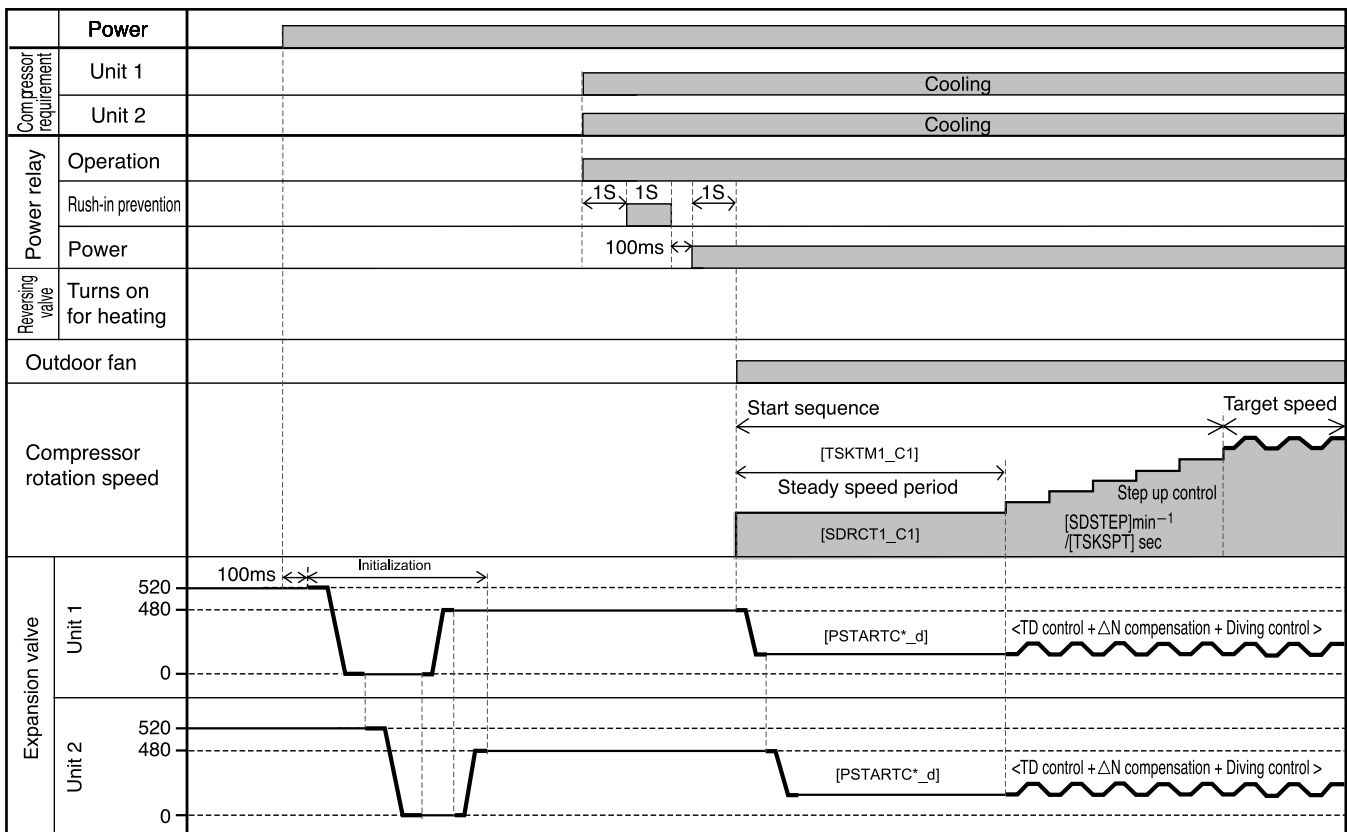 Power
Compressor
requirement
Unit 1
Cooling
Unit 2
Cooling
Power relay
Operation
Rush-in prevention
1S 1S 1S
Power
100ms
Reversing
valve
Turns on
for heating
Outdoor fan
Compressor
rotation speed
Start sequence
Target speed
[TSKTM1_C1]
Steady speed period
[SDRCT1_C1]
Step up control
[SDSTEP]min−1
/[TSKSPT] sec
Expansion valve
Unit 1
100ms
Initialization
520
480
0
[PSTARTC*_d]
<TD control +△N compensation + Diving control >
Unit 2
520
480
0
[PSTARTC*_d]
<TD control +△N compensation + Diving control >